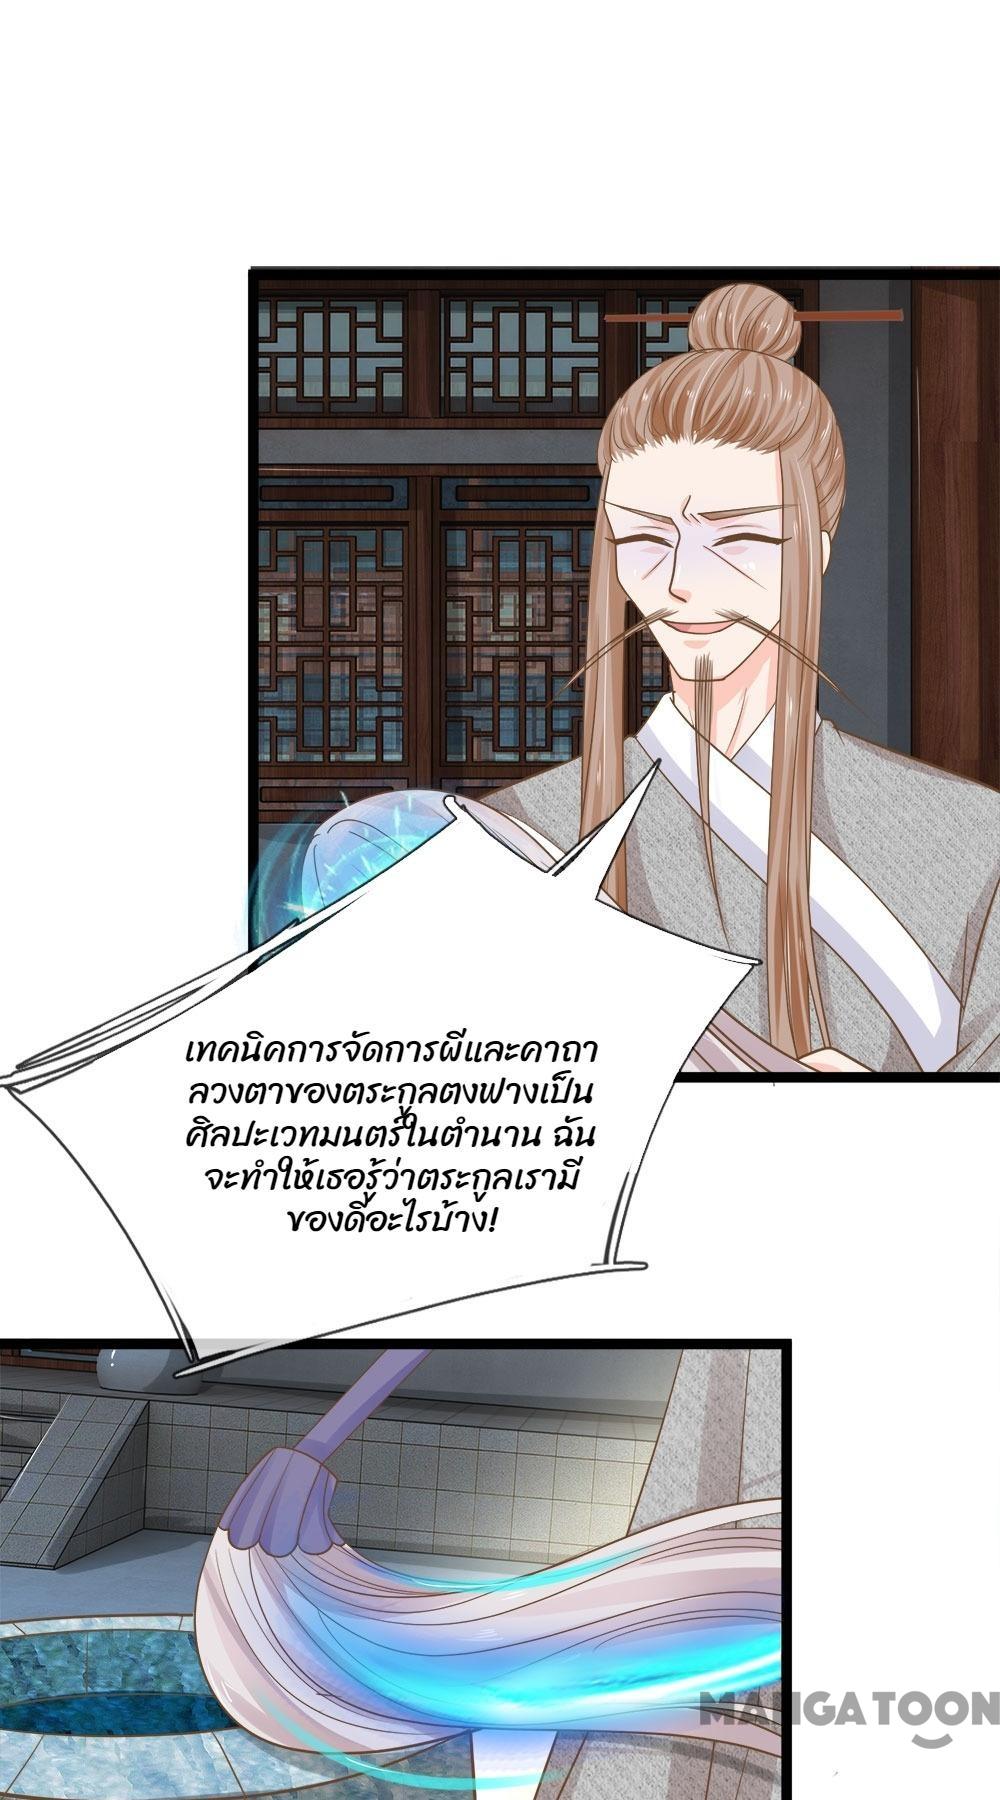 เทคนิคการจัดการผีและคาถา
ลวงตาของตระกูลตงฟางเป็น
ศิลปะเวทมนตร์ในตำนาน ฉัน
จะทำให้เธอรู้ว่าตระกูลเรามี
ของดีอะไรบ้าง!
MANGATOON